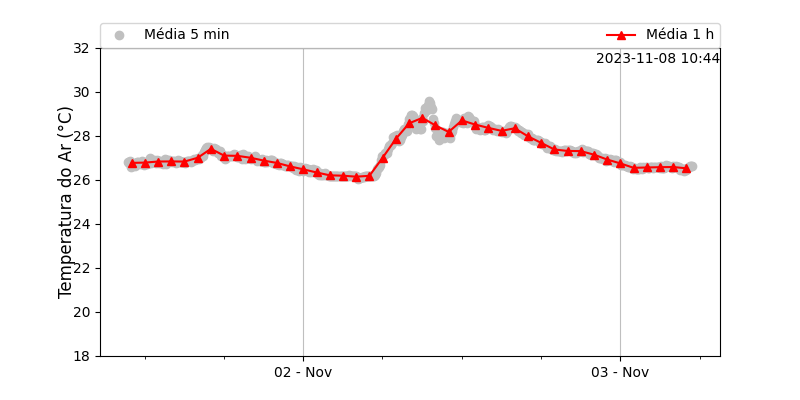 Média 5 min
Média 1 h
2023-11-08 10:44
Temperatura do Ar (°C)
32
30
28
26
24
22
20
18
02 - Nov
03 - Nov